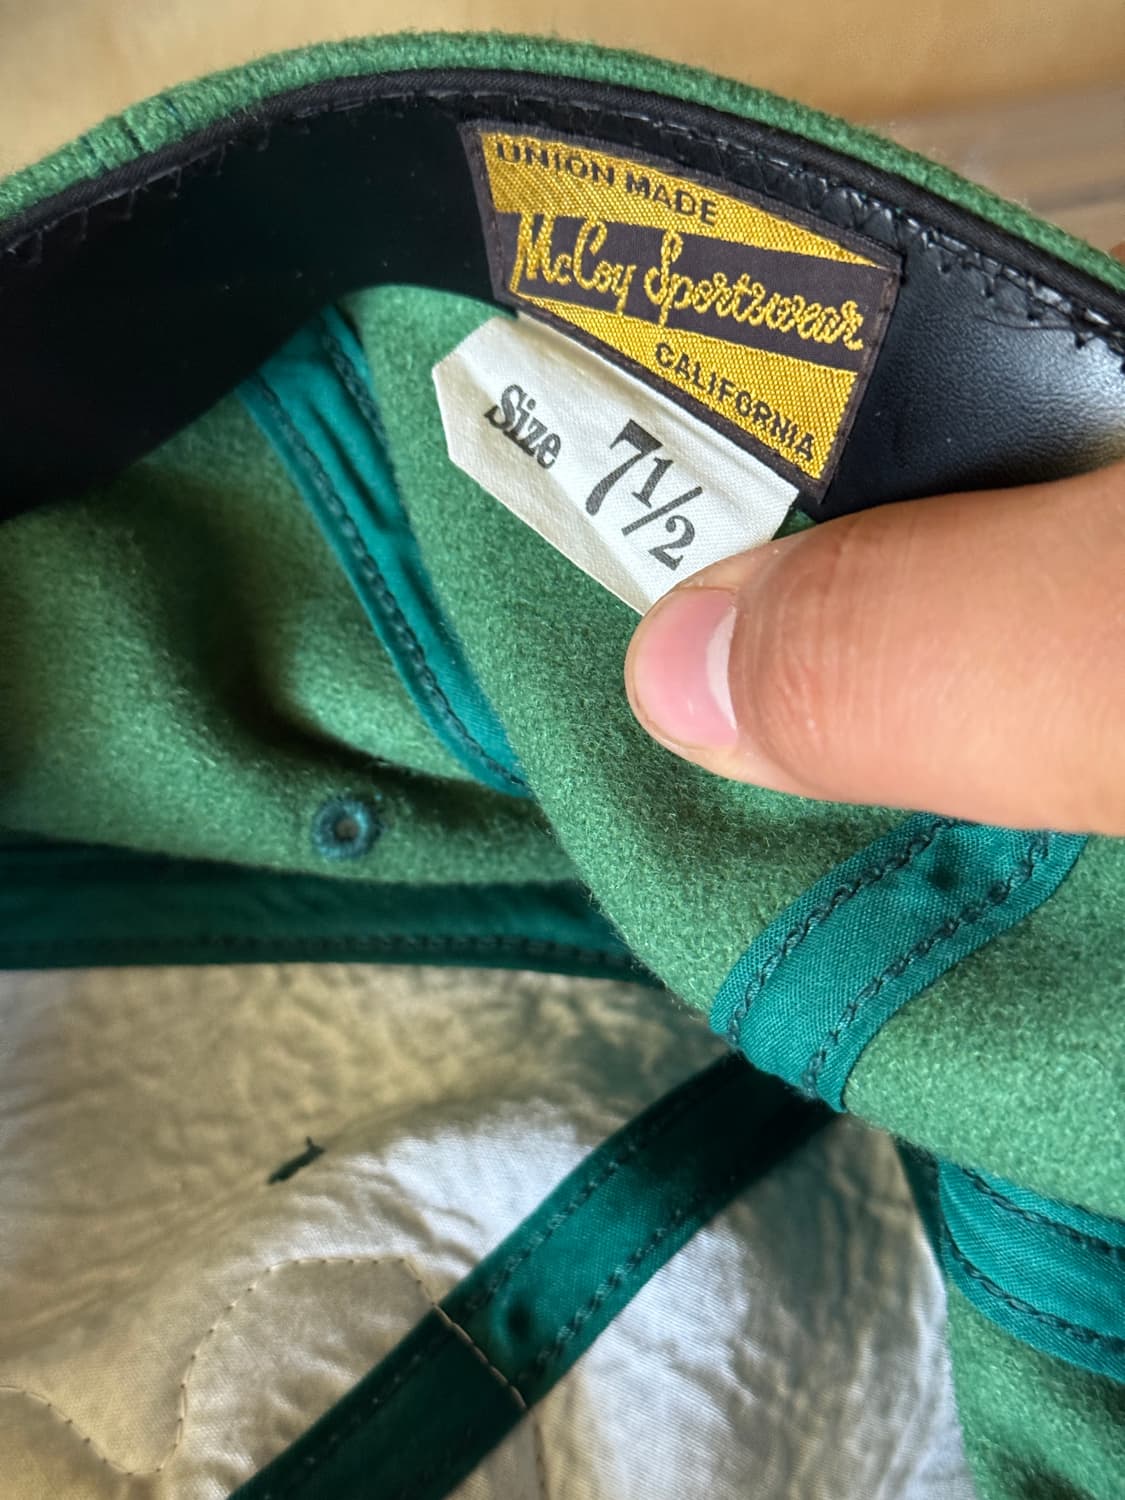 UNION MADE
McCoy Sportswear
CALIFORNIA
Size 7½